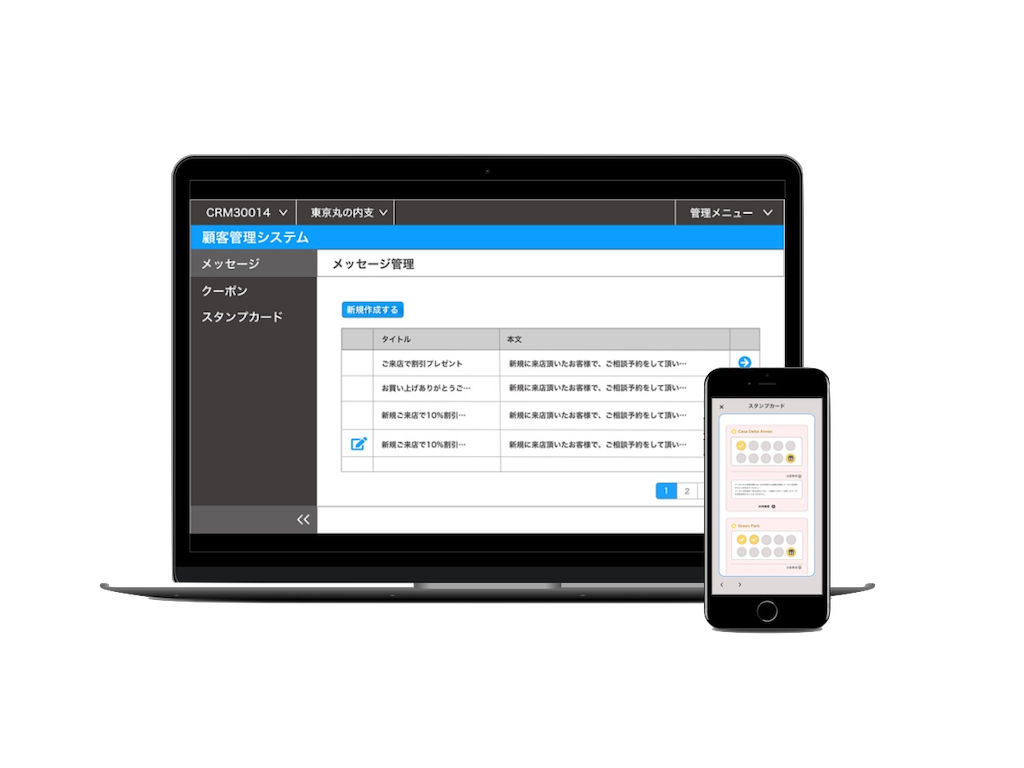 CRM30014
東京丸の内支
管理メニュー
顧客管理システム
メッセージ
メッセージ管理
クーポン
スタンプカード
新規作成する
タイトル
本文
ご来店で割引プレゼント
新規に来店頂いたお客様で、ご相談予約をして頂い…
お買い上げありがとうご…
新規に来店頂いたお客様で、ご相談予約をして頂い…
新規ご来店で10%割引…
新規に来店頂いたお客様で、ご相談予約をして頂い…
新規ご来店で10%割引…
新規に来店頂いたお客様で、ご相談予約をして頂い…
1
2
スタンプカード
Green Park